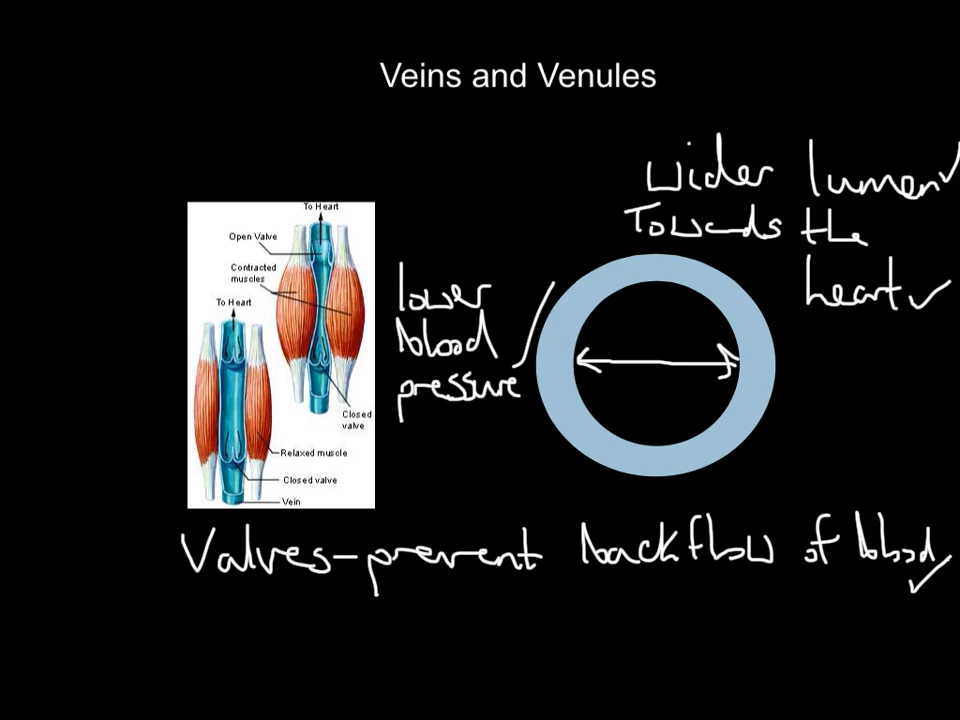 Veins and Venules
wider lumen
Towards the
heart
lower
blood
pressure
To Heart
Open Valve
Contracted
muscles
To Heart
Closed
valve
Relaxed muscle
Closed valve
Vein
Valves-prevent backflow of blood